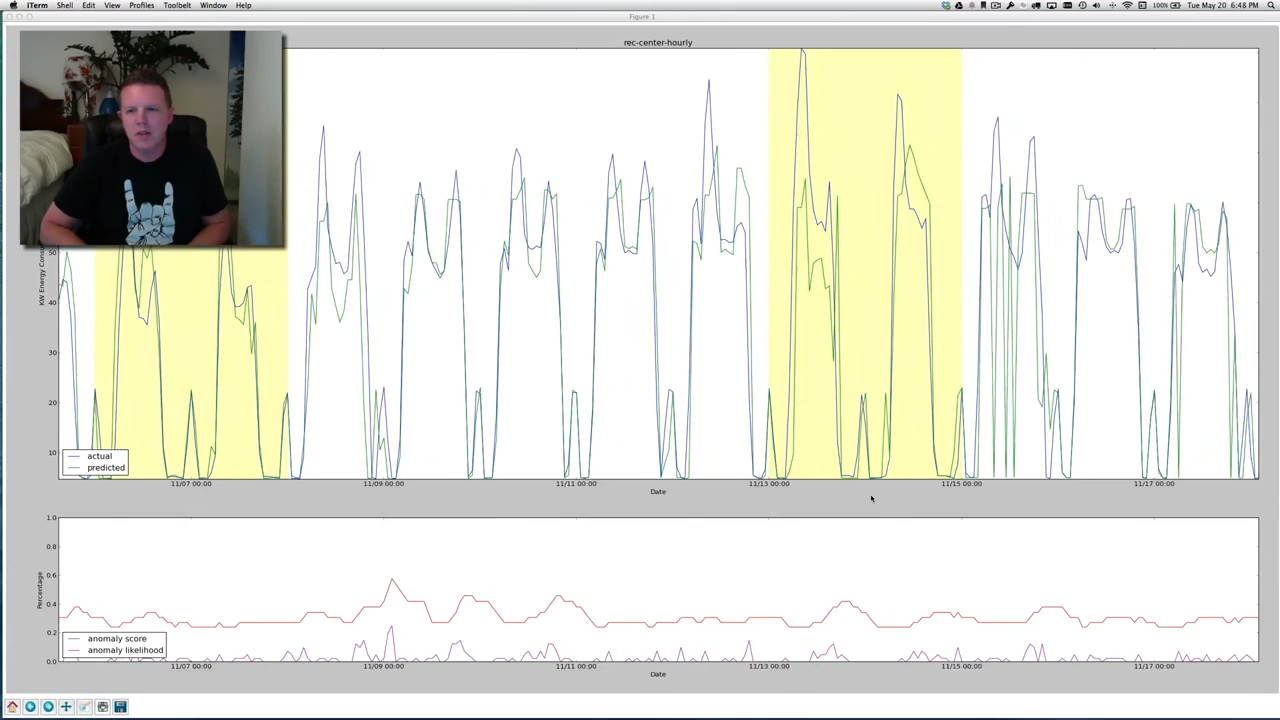 iTerm Shell Edit View Profiles Toolbelt Window Help
100% Tue May 20 6:48 PM
Figure 1
rec-center-hourly
KW Energy Consu
50
40
30
20
10
actual
predicted
11/07 00:00 11/09 00:00 11/11 00:00 11/13 00:00 11/15 00:00 11/17 00:00
Date
1.0
0.8
0.6
0.4
0.2
0.0
Percentage
anomaly score
anomaly likelihood
11/07 00:00 11/09 00:00 11/11 00:00 11/13 00:00 11/15 00:00 11/17 00:00
Date